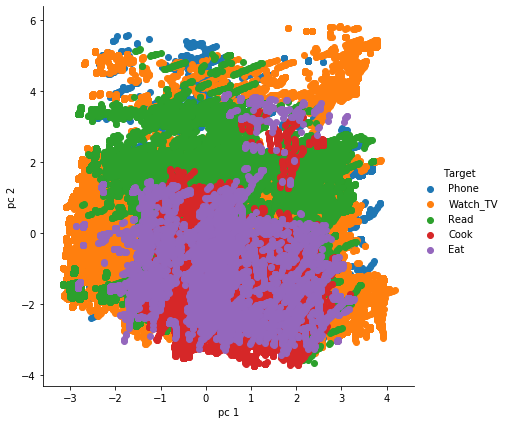 6
4
2
0
−2
−4
pc 2
−3
−2
−1
0
1
2
3
4
pc 1
Target
Phone
Watch_TV
Read
Cook
Eat